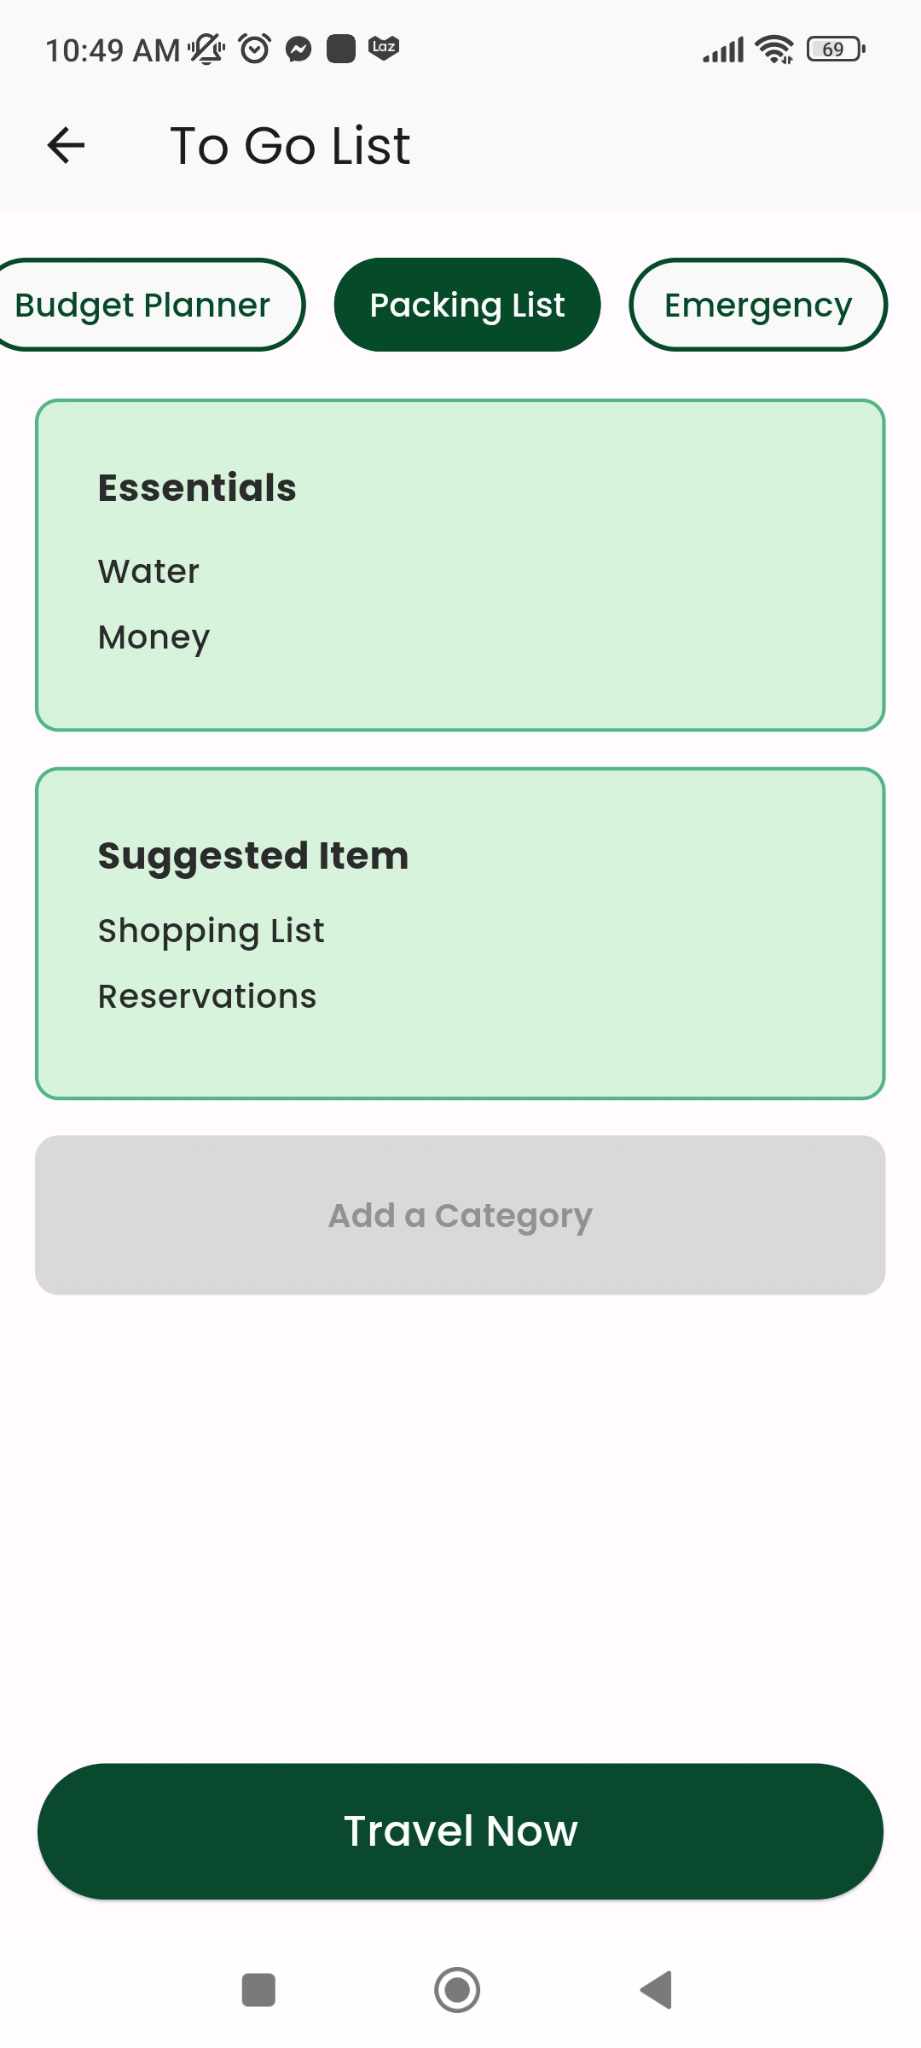 10:49 AM
Laz
69
To Go List
Budget Planner
Packing List
Emergency
Essentials
Water
Money
Suggested Item
Shopping List
Reservations
Add a Category
Travel Now